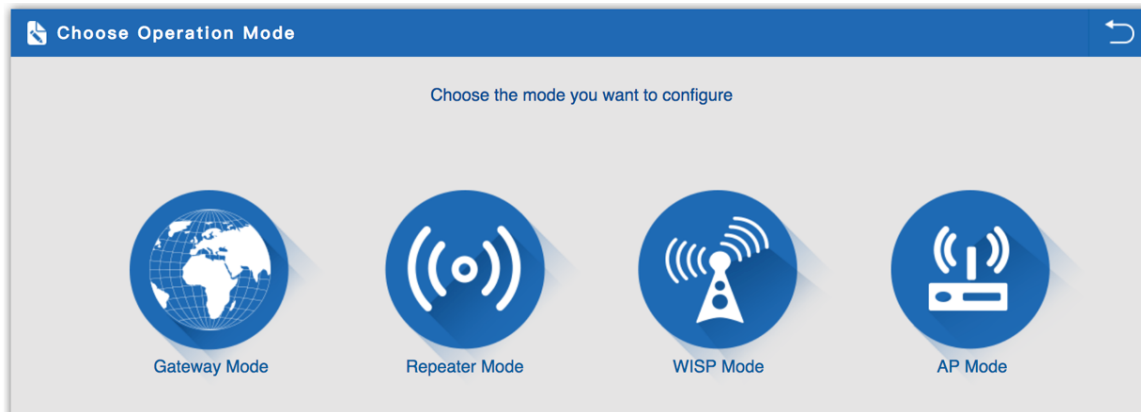 Choose Operation Mode
Choose the mode you want to configure
Gateway Mode
Repeater Mode
WISP Mode
AP Mode